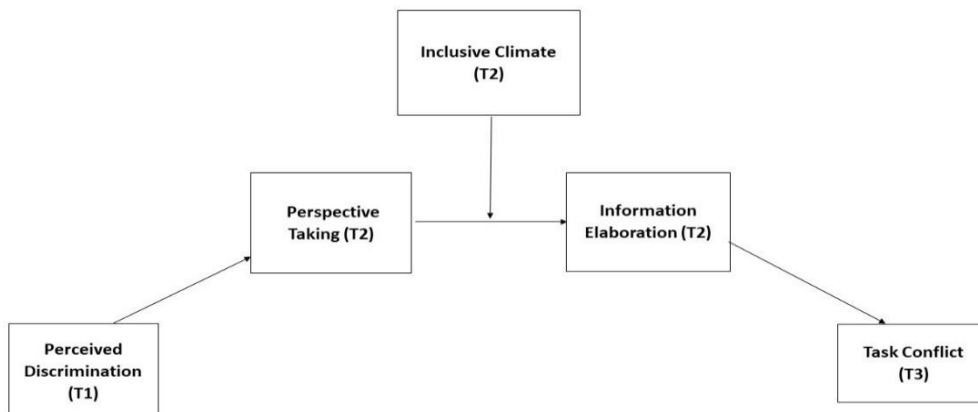 Inclusive Climate
(T2)
Perspective
Taking (T2)
Information
Elaboration (T2)
Perceived
Discrimination
(T1)
Task Conflict
(T3)